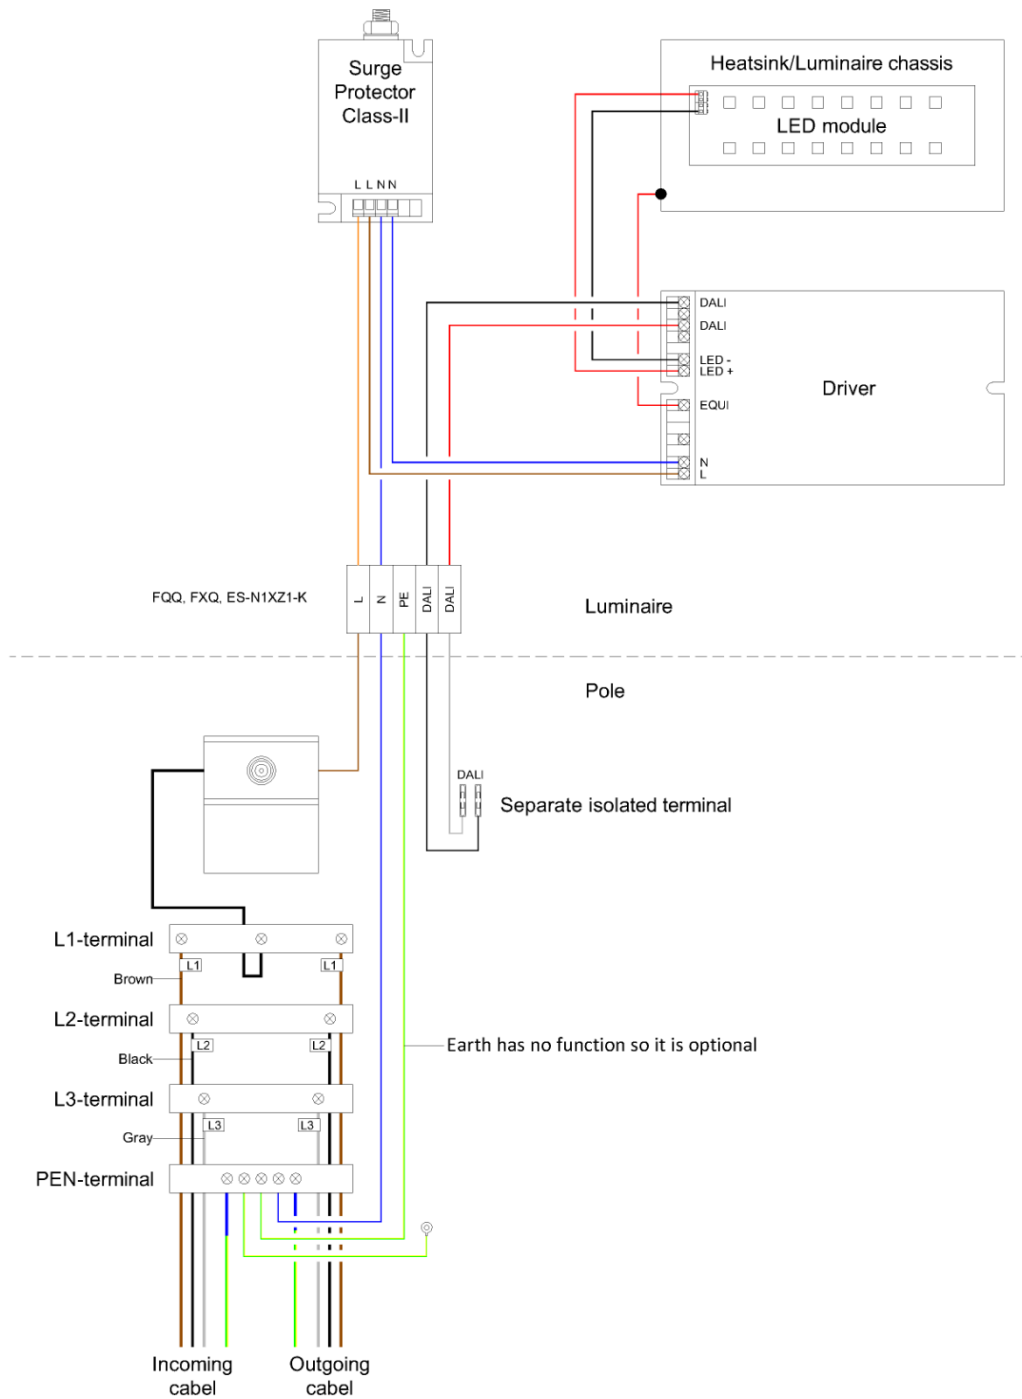 Surge
Protector
Class-II
L L N N
Heatsink/Luminaire chassis
LED module
DALI
DALI
LED -
LED +
EQUI
N
L
Driver
FQQ, FXQ, ES-N1XZ1-K
L
N
PE
DALI
DALI
Luminaire
Pole
DALI
Separate isolated terminal
L1-terminal
L1
L1
Brown
L2-terminal
L2
L2
Black
Earth has no function so it is optional
L3-terminal
L3
L3
Gray
PEN-terminal
Incoming
cabel
Outgoing
cabel